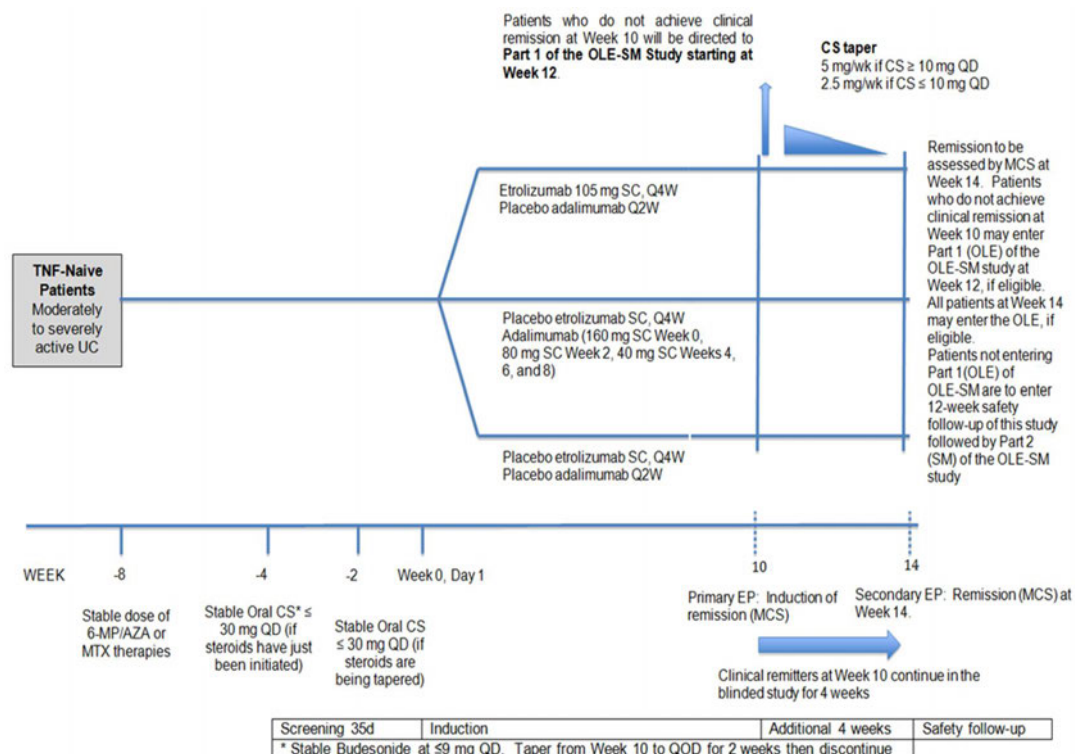 Patients who do not achieve clinical
remission at Week 10 will be directed to
Part 1 of the OLE-SM Study starting at
Week 12.
CS taper
5 mg/wk if CS ≥ 10 mg QD
2.5 mg/wk if CS ≤ 10 mg QD
Etrolizumab 105 mg SC, Q4W
Placebo adalimumab Q2W
TNF-Naive
Patients
Moderately
to severely
active UC
Placebo etrolizumab SC, Q4W
Adalimumab (160 mg SC Week 0,
80 mg SC Week 2, 40 mg SC Weeks 4,
6, and 8)
Placebo etrolizumab SC, Q4W
Placebo adalimumab Q2W
Remission to be
assessed by MCS at
Week 14. Patients
who do not achieve
clinical remission at
Week 10 may enter
Part 1 (OLE) of the
OLE-SM study at
Week 12, if eligible.
All patients at Week 14
may enter the OLE, if
eligible.
Patients not entering
Part 1(OLE) of
OLE-SM are to enter
12-week safety
follow-up of this study
followed by Part 2
(SM) of the OLE-SM
study
WEEK -8 -4 -2 Week 0, Day 1 10 14
Stable dose of
6-MP/AZA or
MTX therapies
Stable Oral CS* ≤
30 mg QD (if
steroids have just
been initiated)
Stable Oral CS
≤ 30 mg QD (if
steroids are
being tapered)
Primary EP: Induction of
remission (MCS)
Secondary EP: Remission (MCS) at
Week 14.
Clinical remitters at Week 10 continue in the
blinded study for 4 weeks
Screening 35d Induction Additional 4 weeks Safety follow-up
* Stable Budesonide at ≤9 mg QD. Taper from Week 10 to QOD for 2 weeks then discontinue